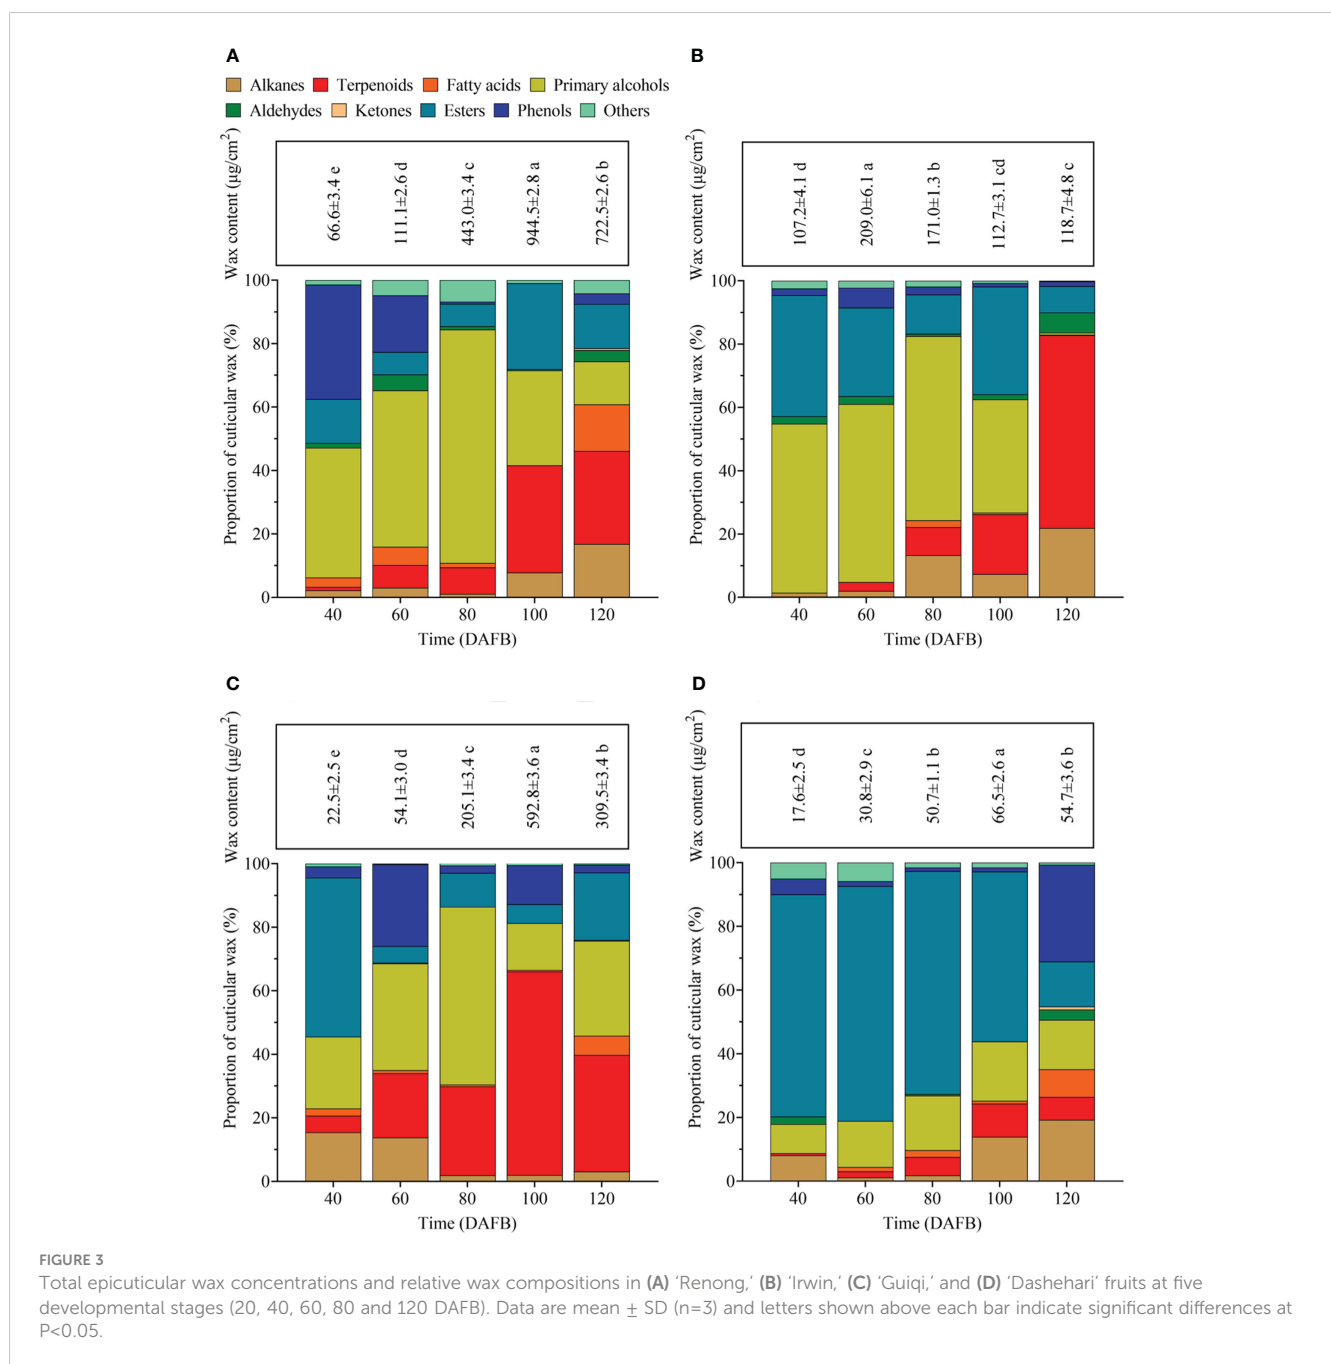 A
Alkanes Terpenoids Fatty acids Primary alcohols
Aldehydes Ketones Esters Phenols Others
Wax content (µg/cm2)
66.6±3.4 e
111.1±2.6 d
443.0±3.4 c
944.5±2.8 a
722.5±2.6 b
Proportion of cuticular wax (%)
100
80
60
40
20
0
40 60 80 100 120
Time (DAFB)
B
Wax content (µg/cm2)
107.2±4.1 d
209.0±6.1 a
171.0±1.3 b
112.7±3.1 cd
118.7±4.8 c
Proportion of cuticular wax (%)
100
80
60
40
20
0
40 60 80 100 120
Time (DAFB)
C
Wax content (µg/cm2)
22.5±2.5 e
54.1±3.0 d
205.1±3.4 c
592.8±3.6 a
309.5±3.4 b
Proportion of cuticular wax (%)
100
80
60
40
20
0
40 60 80 100 120
Time (DAFB)
D
Wax content (µg/cm2)
17.6±2.5 d
30.8±2.9 c
50.7±1.1 b
66.5±2.6 a
54.7±3.6 b
Proportion of cuticular wax (%)
100
80
60
40
20
0
40 60 80 100 120
Time (DAFB)
FIGURE 3
Total epicuticular wax concentrations and relative wax compositions in (A) ‘Renong,’ (B) ‘Irwin,’ (C) ‘Guiqi,’ and (D) ‘Dashehari’ fruits at five
developmental stages (20, 40, 60, 80 and 120 DAFB). Data are mean ± SD (n=3) and letters shown above each bar indicate significant differences at
P<0.05.